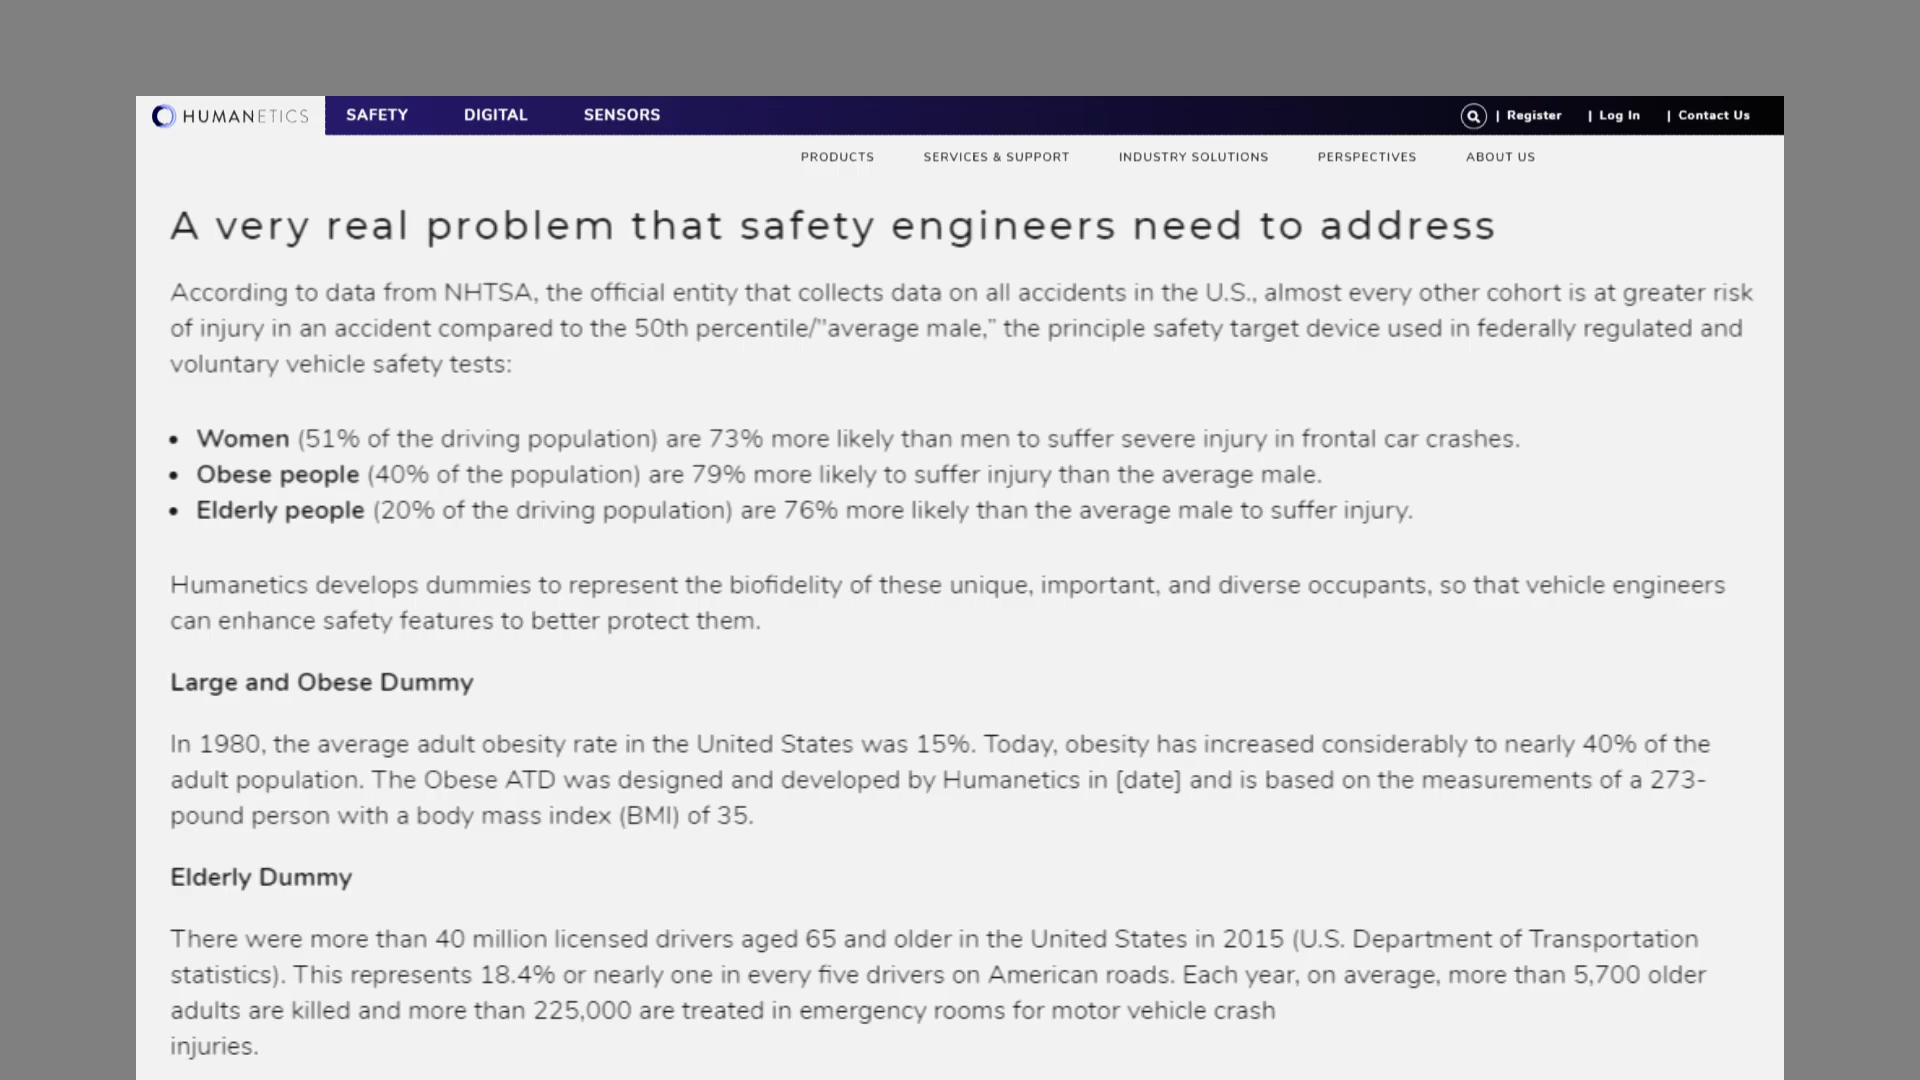 HUMANETICS SAFETY DIGITAL SENSORS | Register | Log In | Contact Us
PRODUCTS SERVICES & SUPPORT INDUSTRY SOLUTIONS PERSPECTIVES ABOUT US
A very real problem that safety engineers need to address
According to data from NHTSA, the official entity that collects data on all accidents in the U.S., almost every other cohort is at greater risk
of injury in an accident compared to the 50th percentile/"average male,” the principle safety target device used in federally regulated and
voluntary vehicle safety tests:
• Women (51% of the driving population) are 73% more likely than men to suffer severe injury in frontal car crashes.
• Obese people (40% of the population) are 79% more likely to suffer injury than the average male.
• Elderly people (20% of the driving population) are 76% more likely than the average male to suffer injury.
Humanetics develops dummies to represent the biofidelity of these unique, important, and diverse occupants, so that vehicle engineers
can enhance safety features to better protect them.
Large and Obese Dummy
In 1980, the average adult obesity rate in the United States was 15%. Today, obesity has increased considerably to nearly 40% of the
adult population. The Obese ATD was designed and developed by Humanetics in [date] and is based on the measurements of a 273-
pound person with a body mass index (BMI) of 35.
Elderly Dummy
There were more than 40 million licensed drivers aged 65 and older in the United States in 2015 (U.S. Department of Transportation
statistics). This represents 18.4% or nearly one in every five drivers on American roads. Each year, on average, more than 5,700 older
adults are killed and more than 225,000 are treated in emergency rooms for motor vehicle crash
injuries.